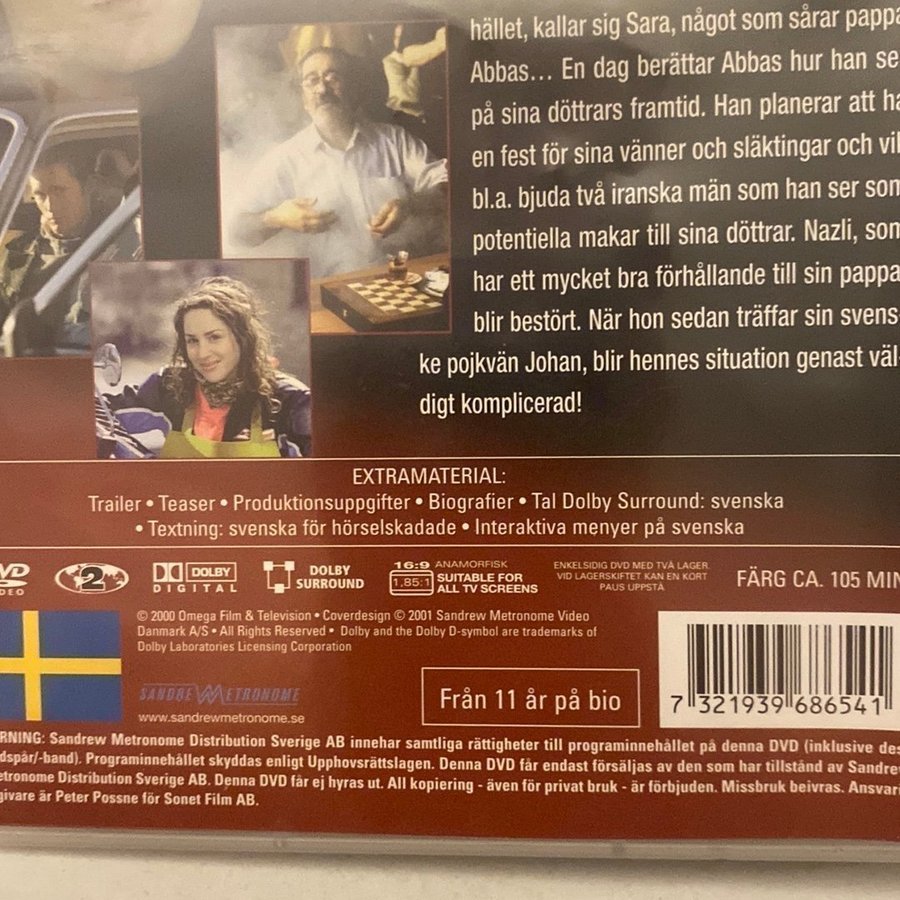 hället, kallar sig Sara, något som sårar pappa
Abbas... En dag berättar Abbas hur han se
på sina döttrars framtid. Han planerar att ha
en fest för sina vänner och släktingar och vil
bl.a. bjuda två iranska män som han ser som
potentiella makar till sina döttrar. Nazli, som
har ett mycket bra förhållande till sin pappa
blir bestört. När hon sedan träffar sin svens-
ke pojkvän Johan, blir hennes situation genast väl-
digt komplicerad!
EXTRAMATERIAL:
Trailer • Teaser • Produktionsuppgifter • Biografier • Tal Dolby Surround: svenska
• Textning: svenska för hörselskadade • Interaktiva menyer på svenska
DVD VIDEO
2
DOLBY DIGITAL
DOLBY SURROUND
16:9 ANAMORFISK
1,85:1 SUITABLE FOR ALL TV SCREENS
ENKELSIDIG DVD MED TVÅ LAGER.
VID LAGERSKIFTET KAN EN KORT
PAUS UPPSTÅ
FÄRG CA. 105 MIN
© 2000 Omega Film & Television • Coverdesign © 2001 Sandrew Metronome Video
Danmark A/S • All Rights Reserved • Dolby and the Dolby D-symbol are trademarks of
Dolby Laboratories Licensing Corporation
SANDREW METRONOME
www.sandrewmetronome.se
Från 11 år på bio
7 321939 686541
RNING: Sandrew Metronome Distribution Sverige AB innehar samtliga rättigheter till programinnehållet på denna DVD (inklusive des
udspår/-band). Programinnehållet skyddas enligt Upphovsrättslagen. Denna DVD får endast försäljas av den som har tillstånd av Sandrew
etronome Distribution Sverige AB. Denna DVD får ej hyras ut. All kopiering - även för privat bruk - är förbjuden. Missbruk beivras. Ansvari
givare är Peter Possne för Sonet Film AB.